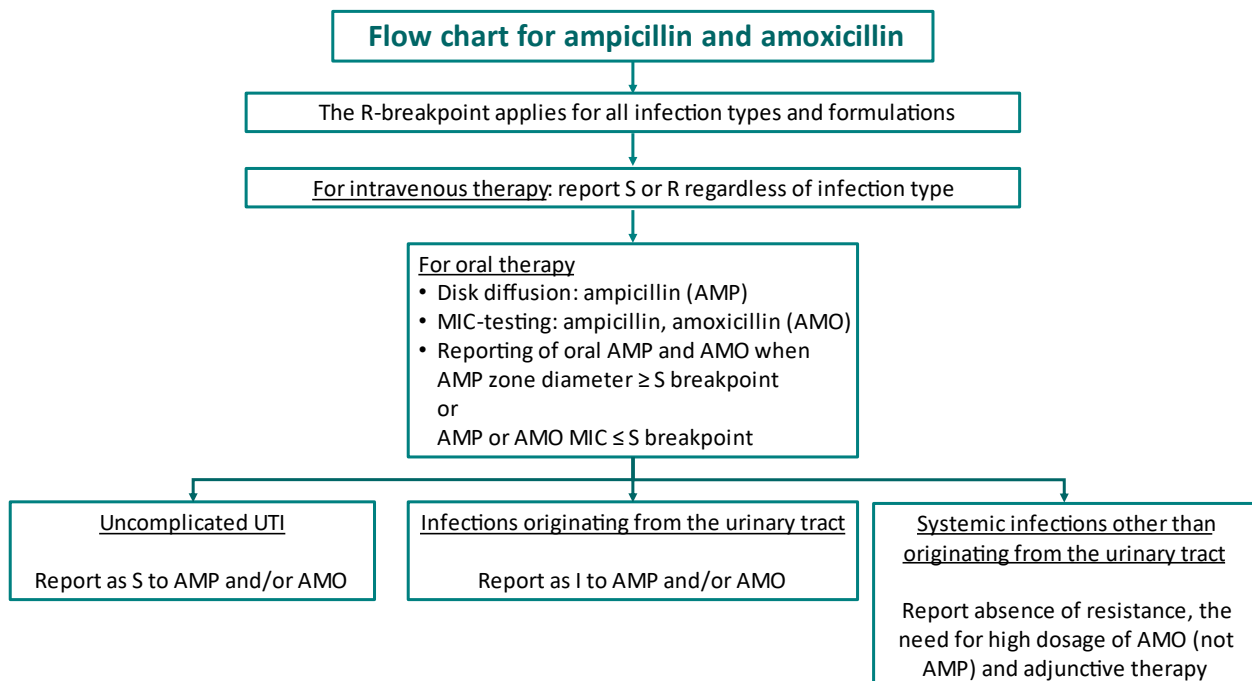 Flow chart for ampicillin and amoxicillin
The R-breakpoint applies for all infection types and formulations
For intravenous therapy: report S or R regardless of infection type
For oral therapy
• Disk diffusion: ampicillin (AMP)
• MIC-testing: ampicillin, amoxicillin (AMO)
• Reporting of oral AMP and AMO when
AMP zone diameter ≥ S breakpoint
or
AMP or AMO MIC ≤ S breakpoint
Uncomplicated UTI
Report as S to AMP and/or AMO
Infections originating from the urinary tract
Report as I to AMP and/or AMO
Systemic infections other than
originating from the urinary tract
Report absence of resistance, the
need for high dosage of AMO (not
AMP) and adjunctive therapy